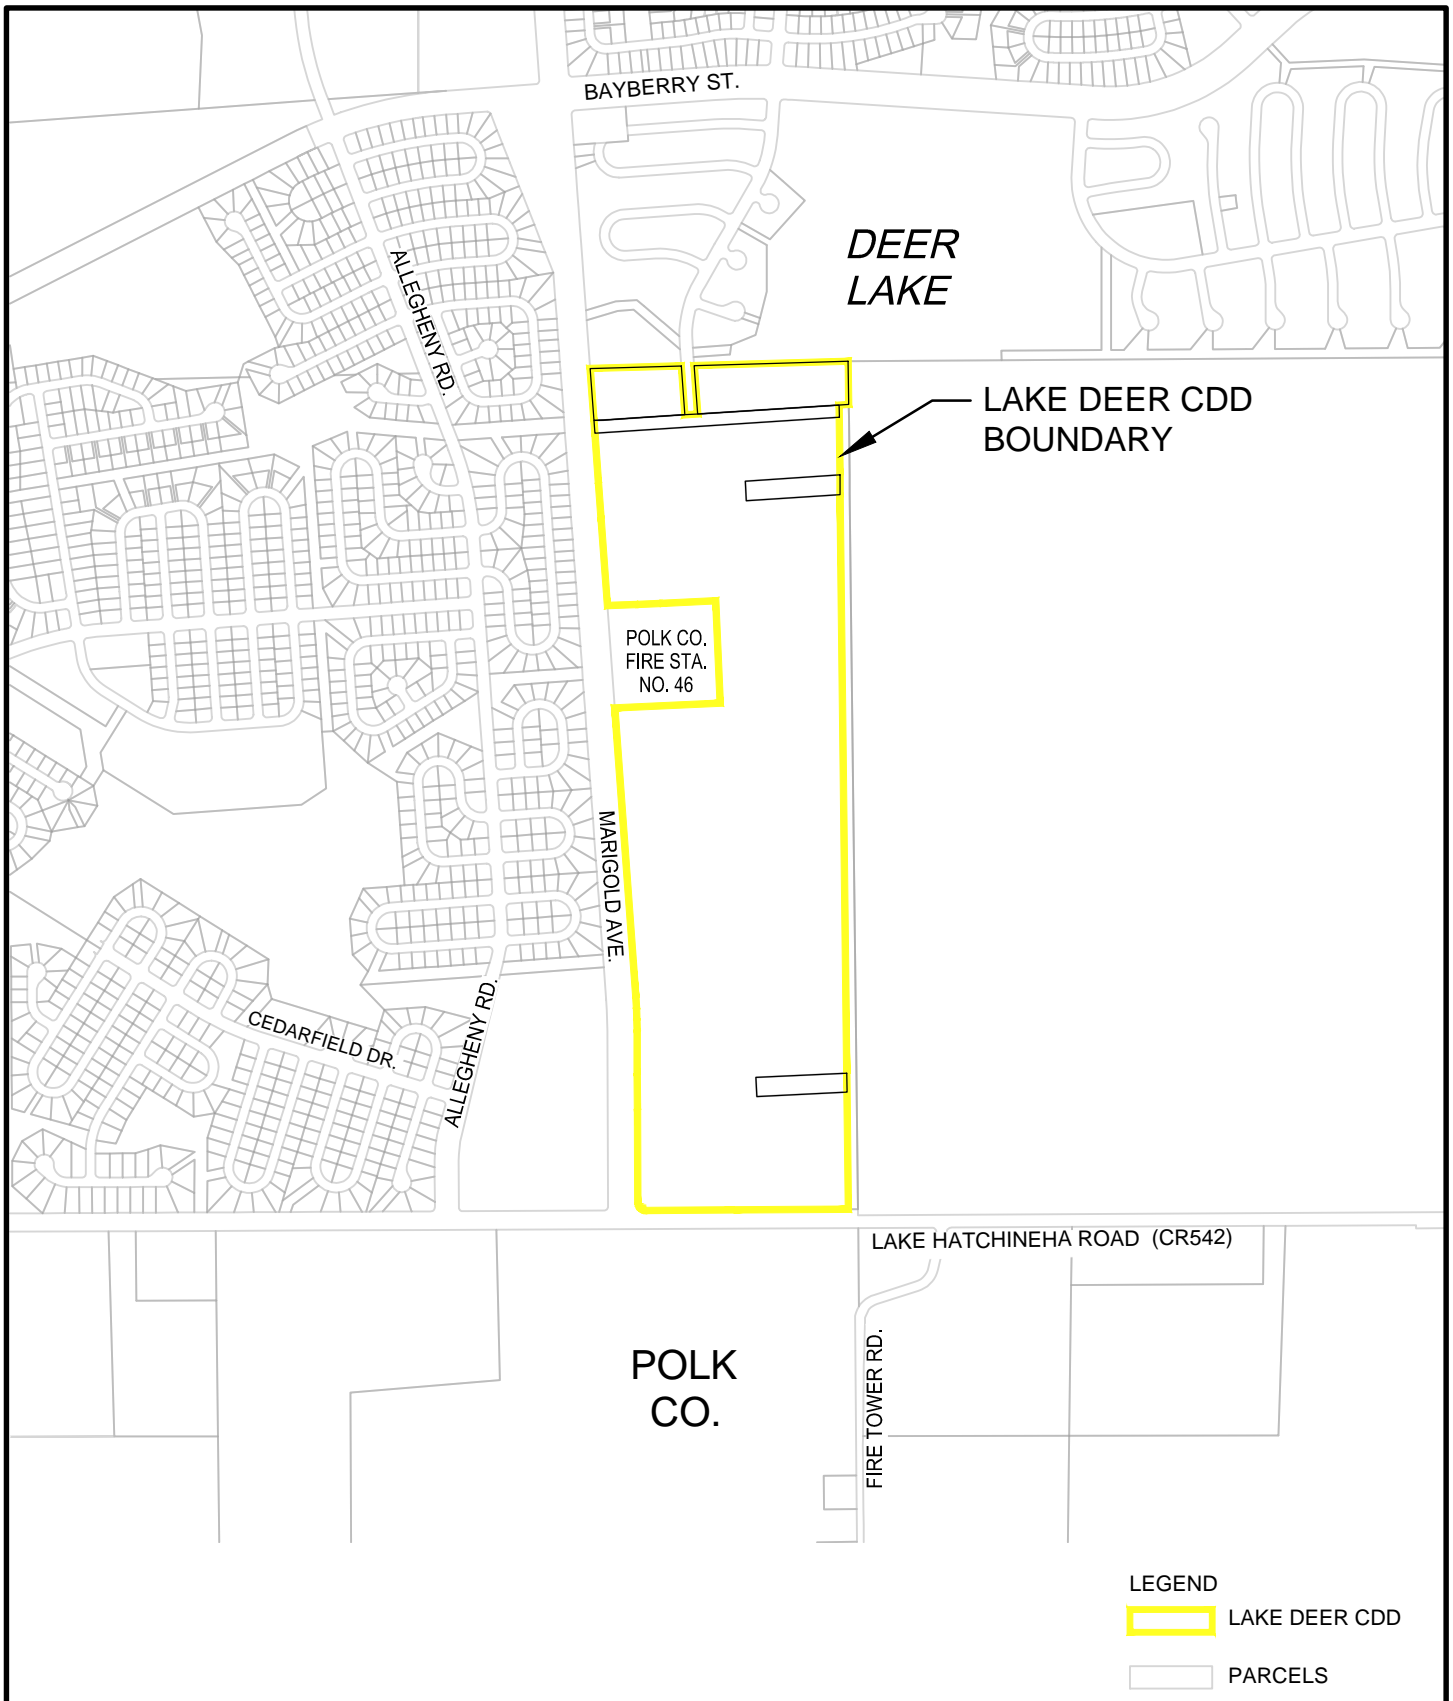 BAYBERRY ST.
DEER
LAKE
ALLEGHENY RD.
LAKE DEER CDD
BOUNDARY
POLK CO.
FIRE STA.
NO. 46
MARIGOLD AVE.
CEDARFIELD DR.
ALLEGHENY RD.
LAKE HATCHINEHA ROAD (CR542)
POLK
CO.
FIRE TOWER RD.
LEGEND
LAKE DEER CDD
PARCELS